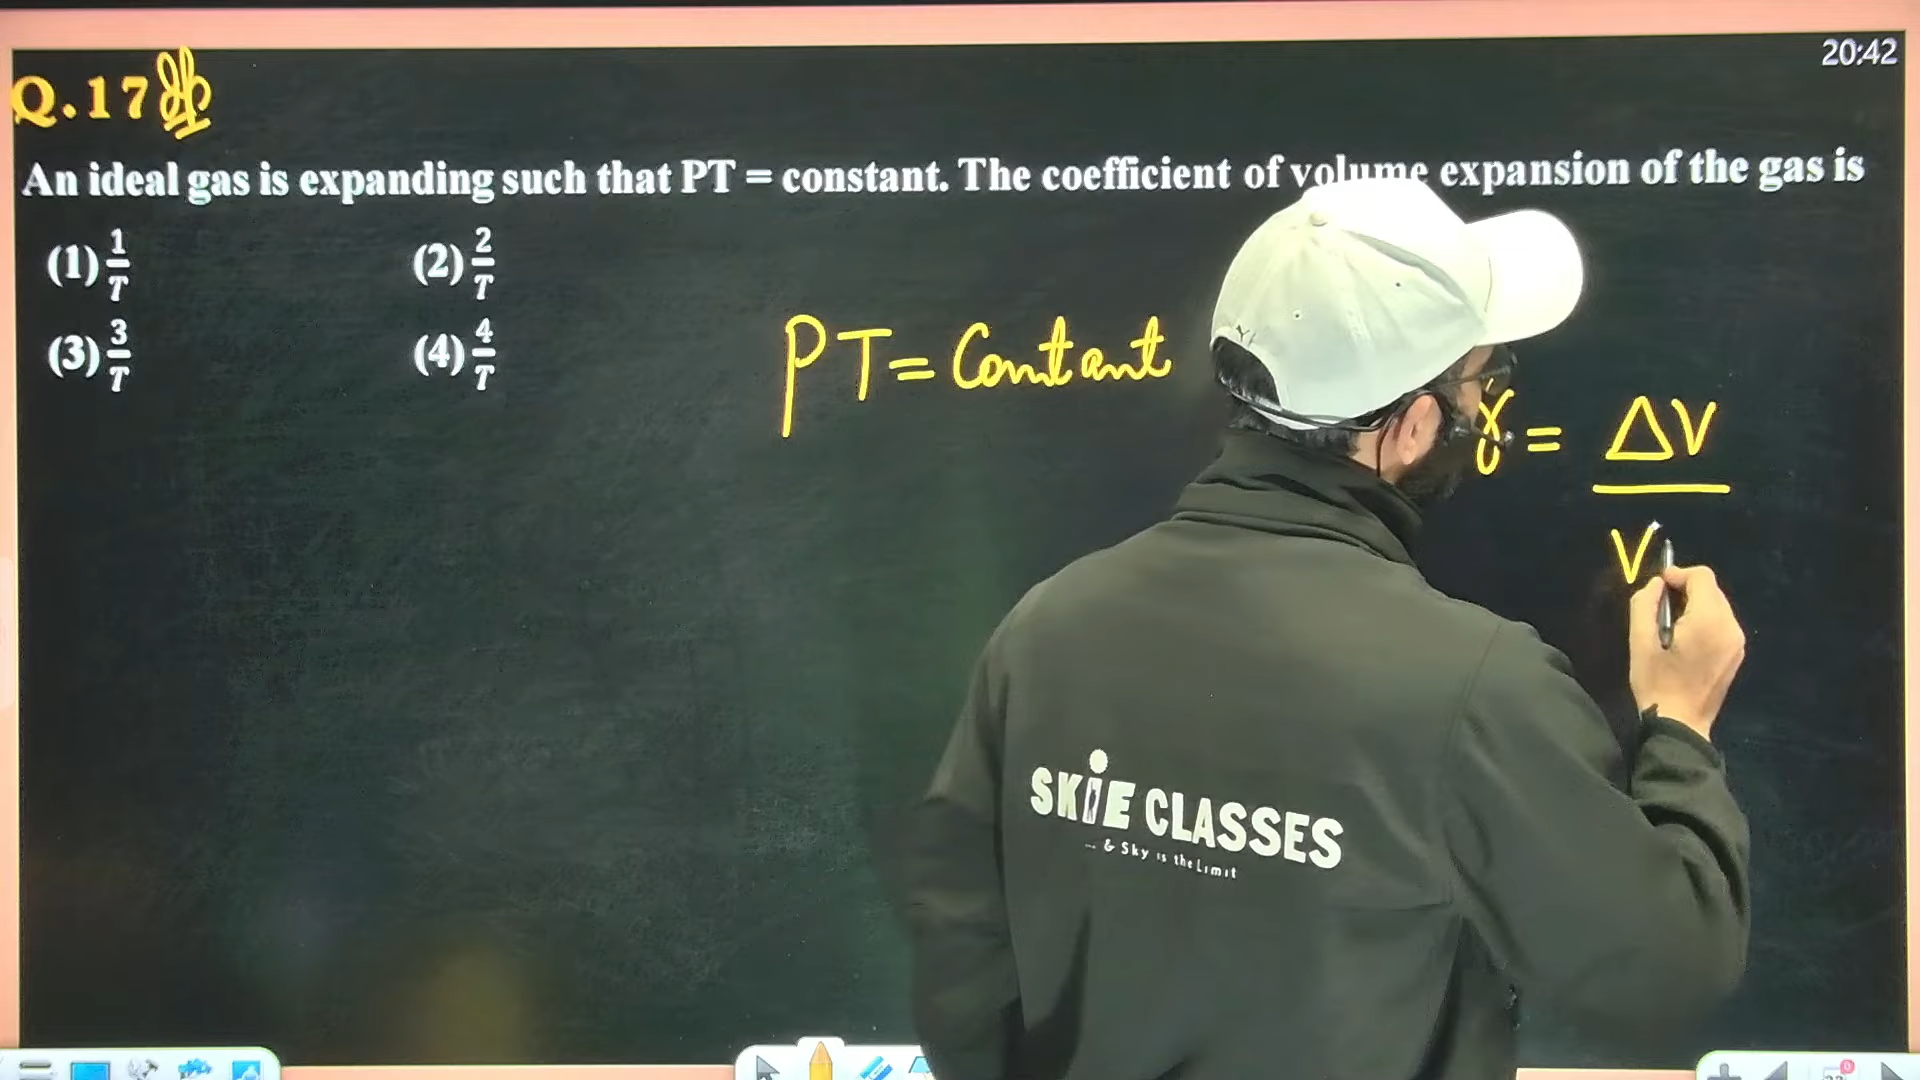 20:42
Q.17
An ideal gas is expanding such that PT = constant. The coefficient of volume expansion of the gas is
(1) 1/T (2) 2/T
(3) 3/T (4) 4/T
PT = Constant
γ = ΔV
V
SKIE CLASSES
... & Sky is the Limit